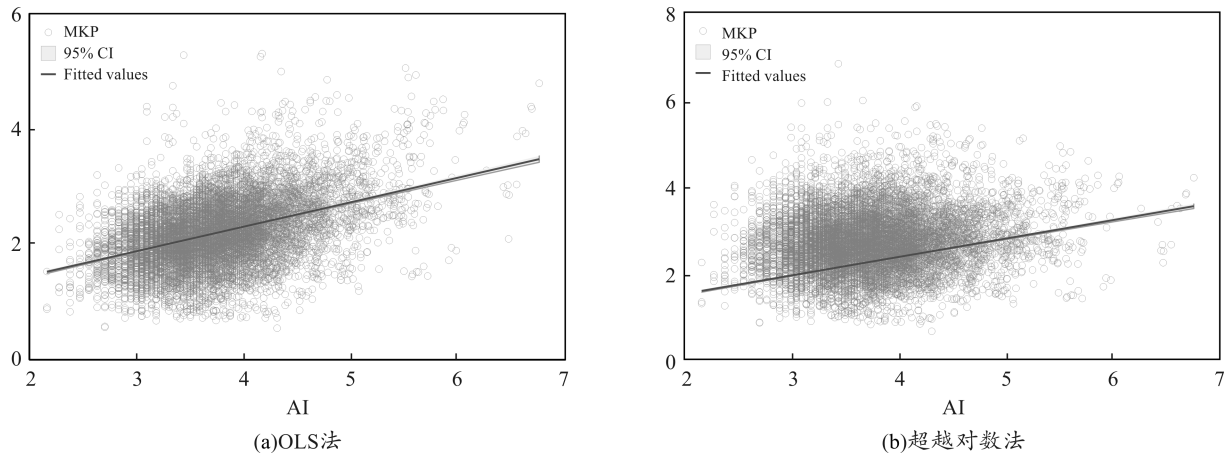 6
MKP
95% CI
Fitted values
4
2
0
2 3 4 5 6 7
AI
(a)OLS法
8
MKP
95% CI
Fitted values
6
4
2
0
2 3 4 5 6 7
AI
(b)超越对数法